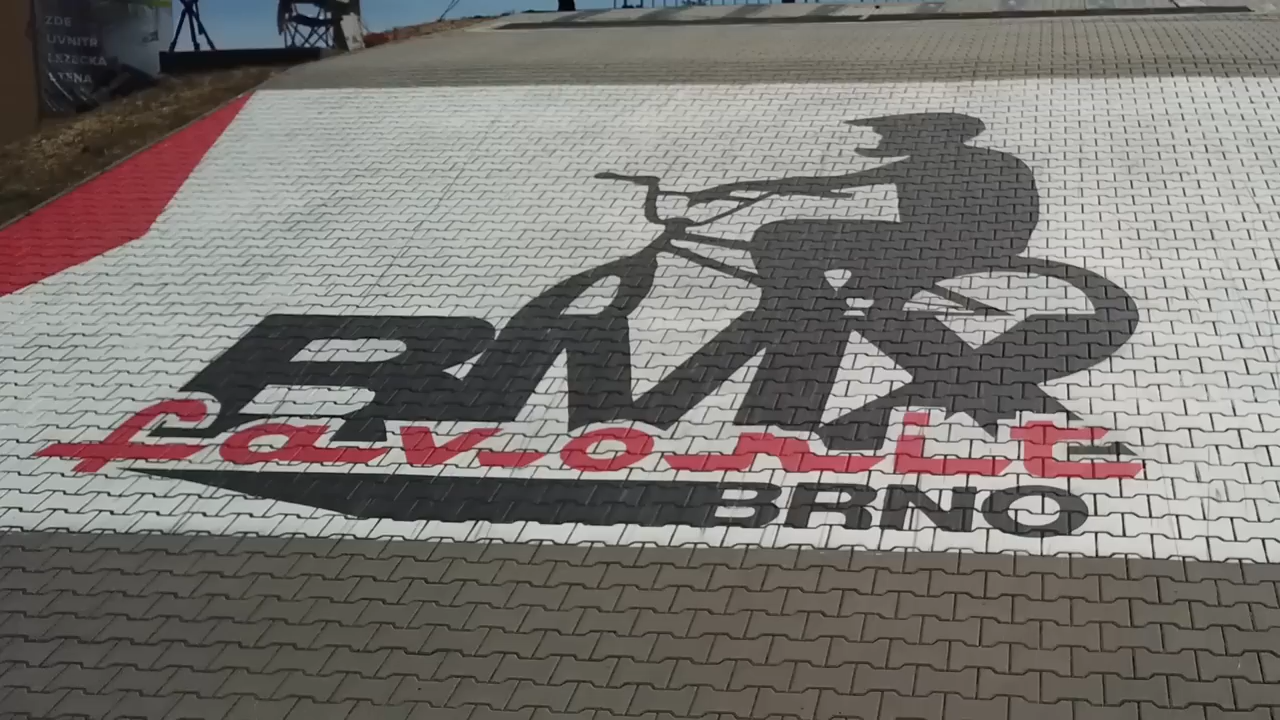 ZDE
UVNITŘ
LEZECKÁ
STĚNA
BMX
favorit
BRNO